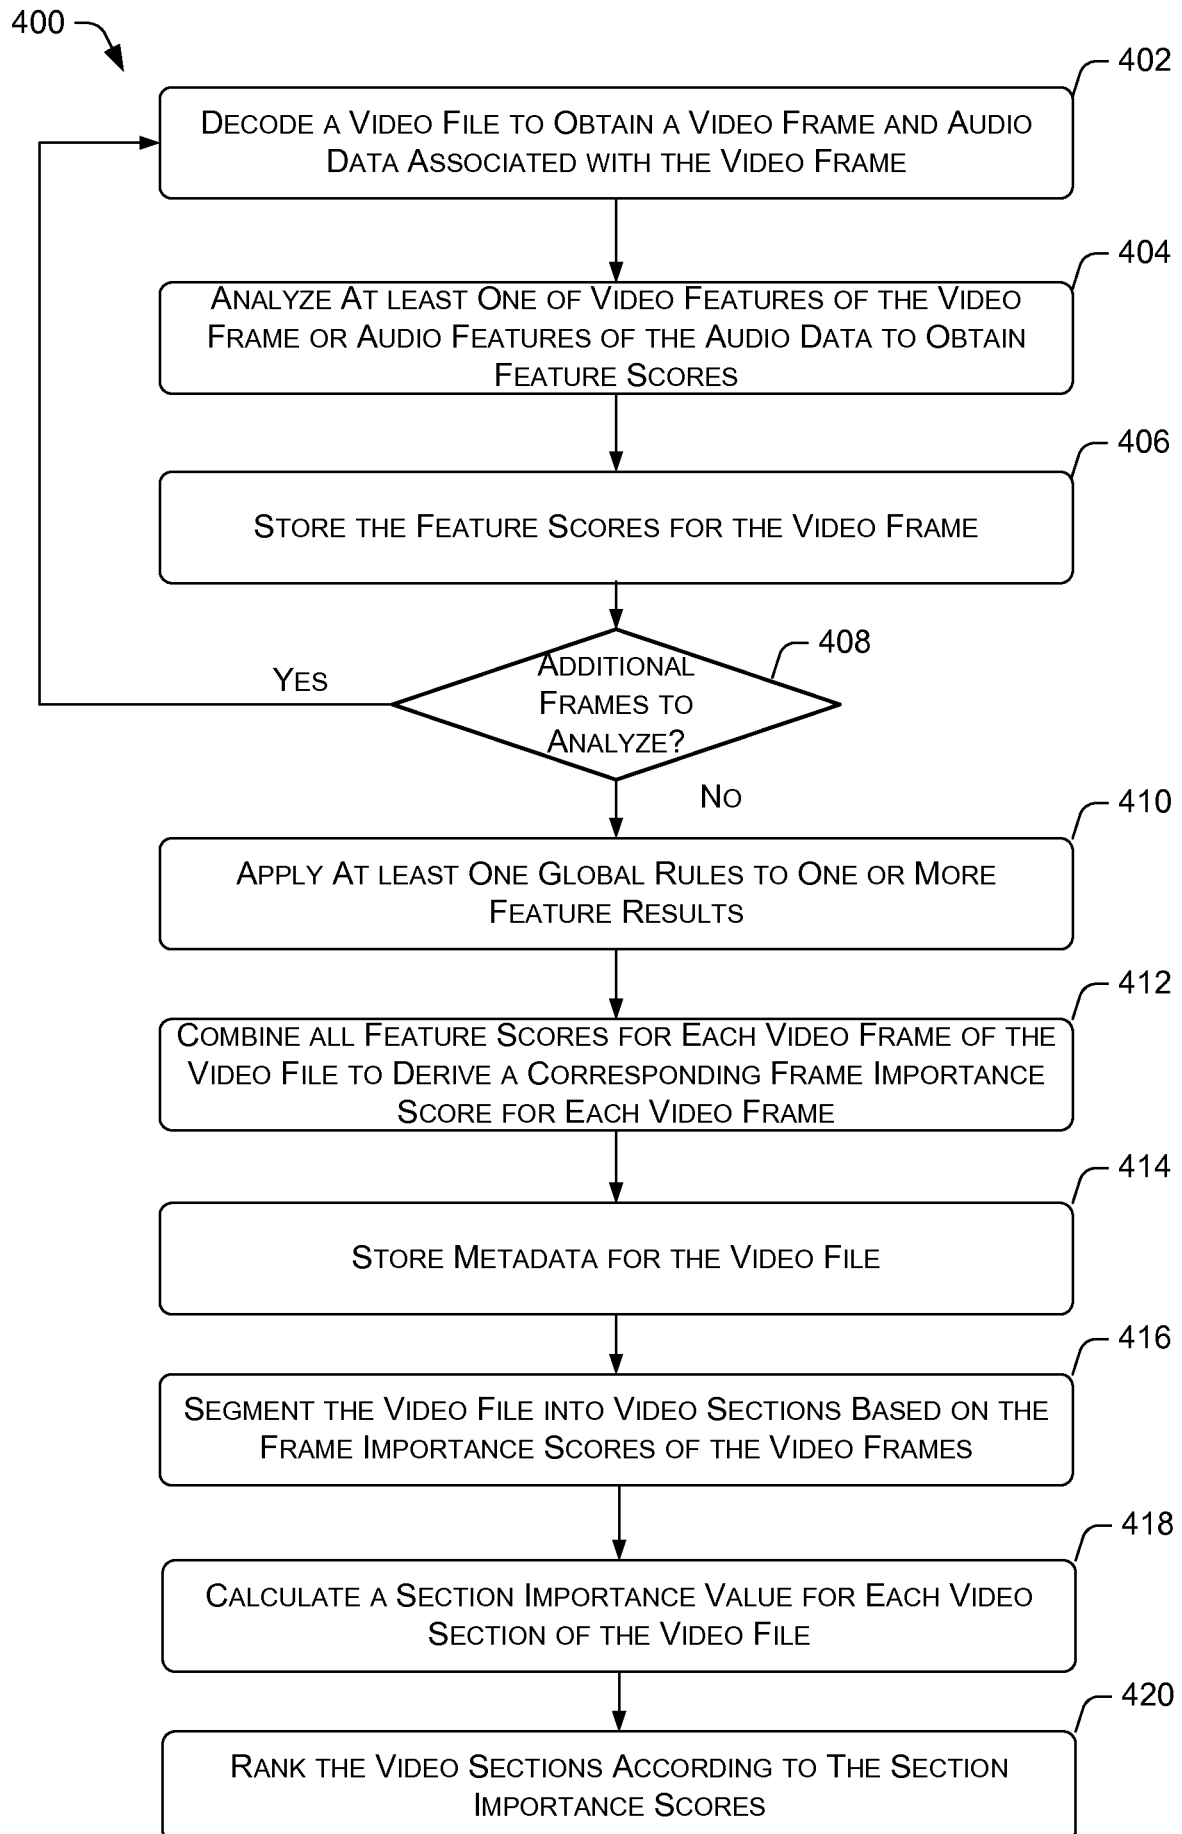 400
402
DECODE A VIDEO FILE TO OBTAIN A VIDEO FRAME AND AUDIO
DATA ASSOCIATED WITH THE VIDEO FRAME
404
ANALYZE AT LEAST ONE OF VIDEO FEATURES OF THE VIDEO
FRAME OR AUDIO FEATURES OF THE AUDIO DATA TO OBTAIN
FEATURE SCORES
406
STORE THE FEATURE SCORES FOR THE VIDEO FRAME
408
ADDITIONAL
FRAMES TO
ANALYZE?
YES
NO
410
APPLY AT LEAST ONE GLOBAL RULES TO ONE OR MORE
FEATURE RESULTS
412
COMBINE ALL FEATURE SCORES FOR EACH VIDEO FRAME OF THE
VIDEO FILE TO DERIVE A CORRESPONDING FRAME IMPORTANCE
SCORE FOR EACH VIDEO FRAME
414
STORE METADATA FOR THE VIDEO FILE
416
SEGMENT THE VIDEO FILE INTO VIDEO SECTIONS BASED ON THE
FRAME IMPORTANCE SCORES OF THE VIDEO FRAMES
418
CALCULATE A SECTION IMPORTANCE VALUE FOR EACH VIDEO
SECTION OF THE VIDEO FILE
420
RANK THE VIDEO SECTIONS ACCORDING TO THE SECTION
IMPORTANCE SCORES